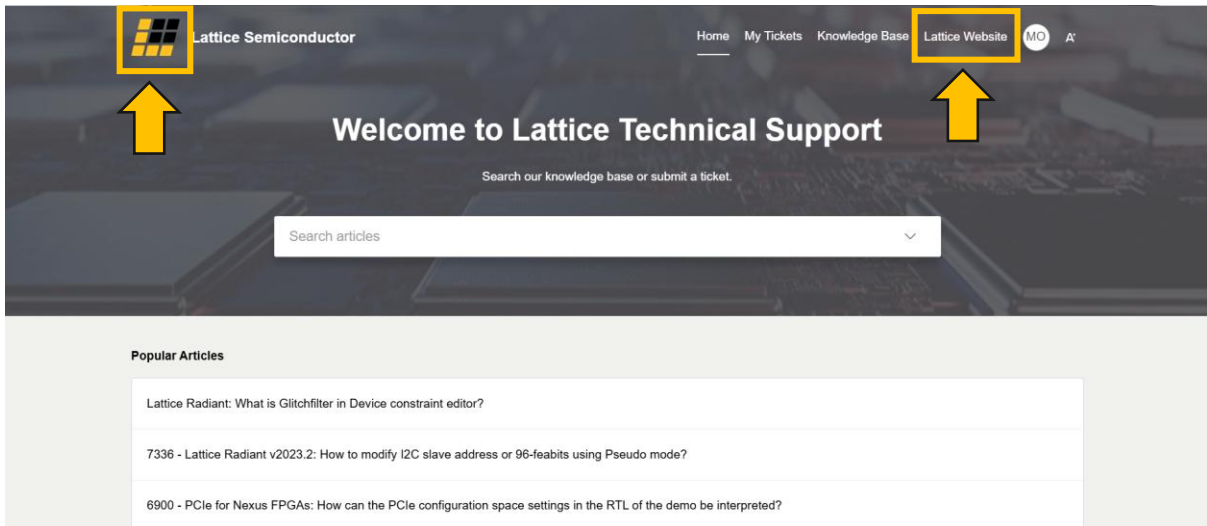 Lattice Semiconductor
Home My Tickets Knowledge Base Lattice Website MO A
Welcome to Lattice Technical Support
Search our knowledge base or submit a ticket.
Search articles
Popular Articles
Lattice Radiant: What is Glitchfilter in Device constraint editor?
7336 - Lattice Radiant v2023.2: How to modify I2C slave address or 96-feabits using Pseudo mode?
6900 - PCIe for Nexus FPGAs: How can the PCIe configuration space settings in the RTL of the demo be interpreted?